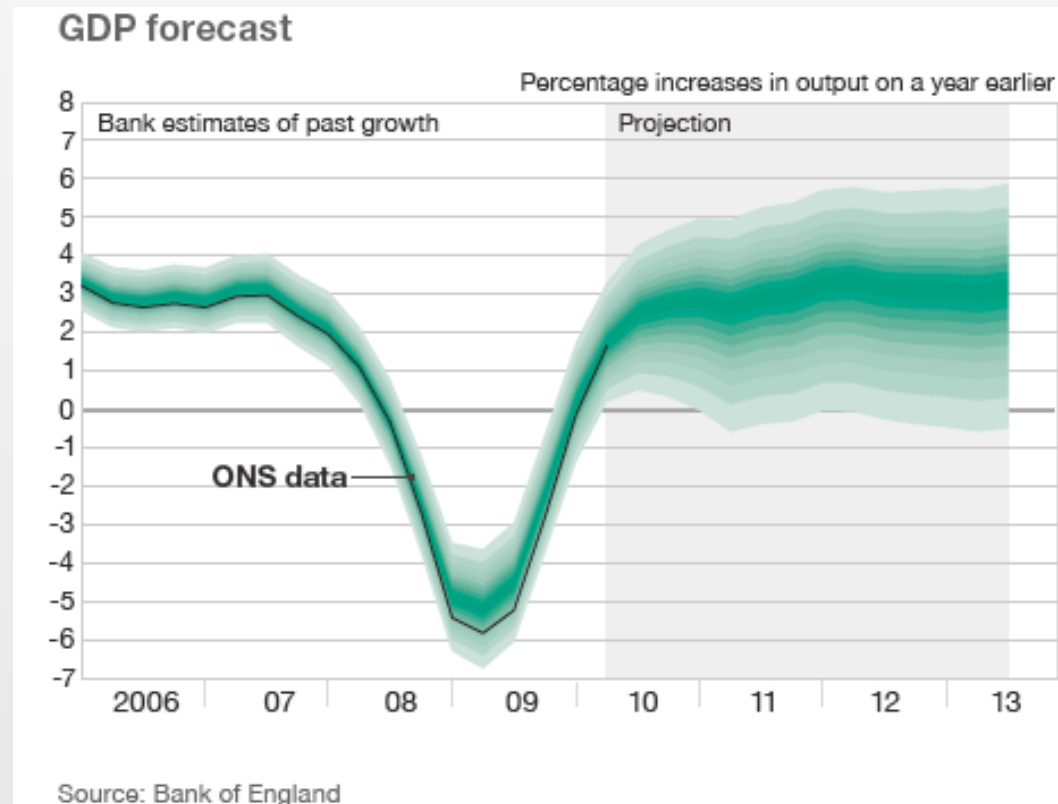 GDP forecast
Percentage increases in output on a year earlier
Bank estimates of past growth
Projection
8
7
6
5
4
3
2
1
0
-1
-2
-3
-4
-5
-6
-7
ONS data
2006 07 08 09 10 11 12 13
Source: Bank of England